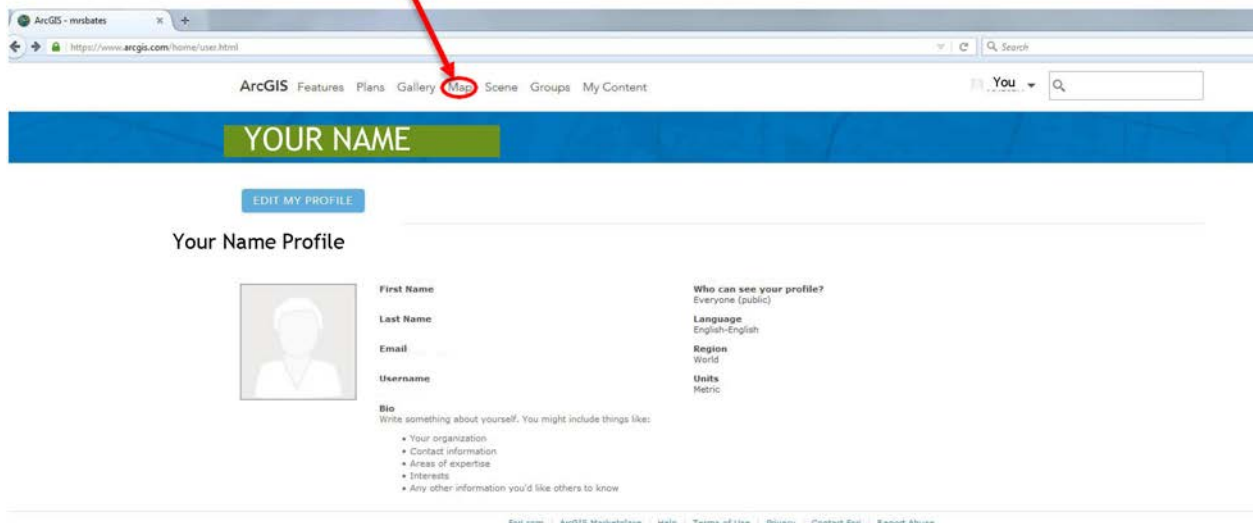 ArcGIS - mrsbates × +
https://www.arcgis.com/home/user.html Search
ArcGIS Features Plans Gallery Map Scene Groups My Content You
YOUR NAME
EDIT MY PROFILE
Your Name Profile
First Name
Last Name
Email
Username
Bio
Write something about yourself. You might include things like:
• Your organization
• Contact information
• Areas of expertise
• Interests
• Any other information you'd like others to know
Who can see your profile?
Everyone (public)
Language
English-English
Region
World
Units
Metric
Esri.com | ArcGIS Marketplace | Help | Terms of Use | Privacy | Contact Esri | Report Abuse